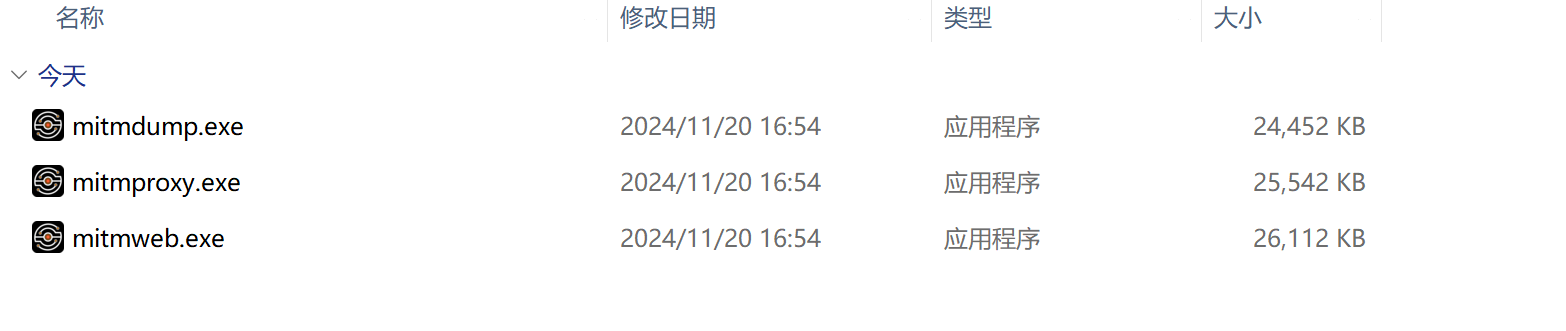 名称 修改日期 类型 大小
今天
mitmdump.exe 2024/11/20 16:54 应用程序 24,452 KB
mitmproxy.exe 2024/11/20 16:54 应用程序 25,542 KB
mitmweb.exe 2024/11/20 16:54 应用程序 26,112 KB